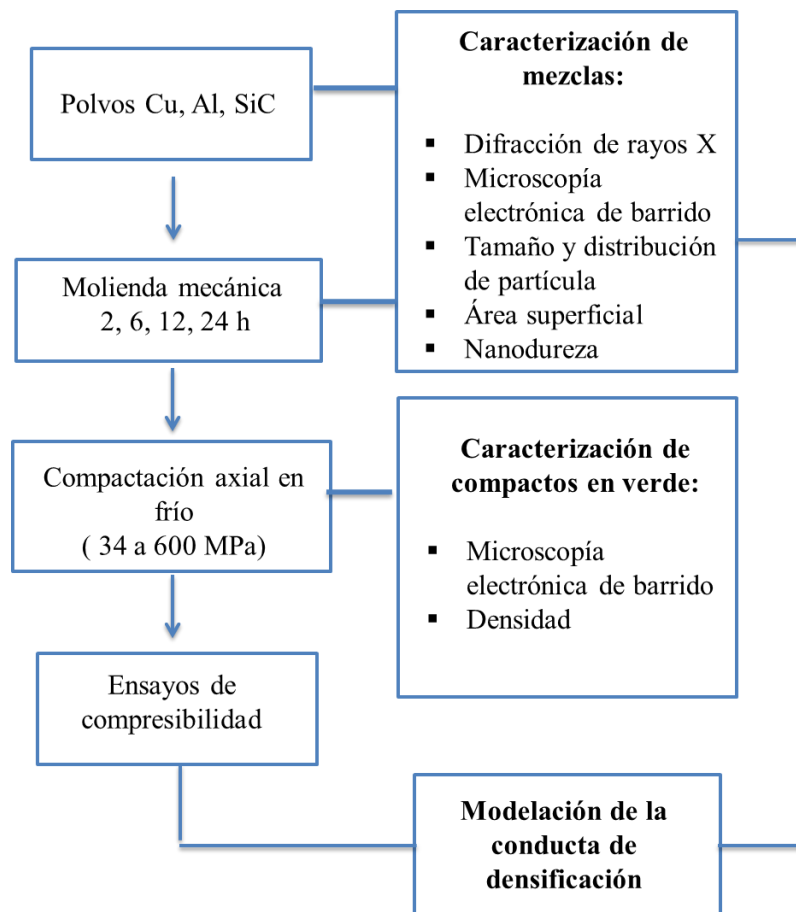 Polvos Cu, Al, SiC
Molienda mecánica
2, 6, 12, 24 h
Compactación axial en
frío
( 34 a 600 MPa)
Ensayos de
compresibilidad
Caracterización de
mezclas:
▪ Difracción de rayos X
▪ Microscopía
electrónica de barrido
▪ Tamaño y distribución
de partícula
▪ Área superficial
▪ Nanodureza
Caracterización de
compactos en verde:
▪ Microscopía
electrónica de barrido
▪ Densidad
Modelación de la
conducta de
densificación